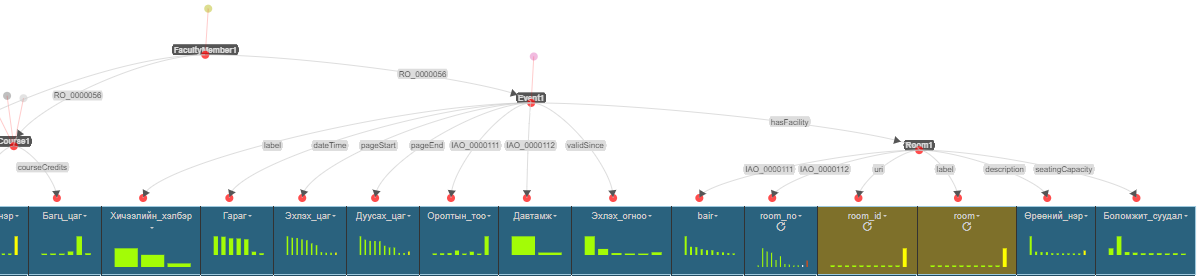 FacultyMember1
RO_0000056
Event1
RO_0000056
hasFacility
Course1
label
dateTime
pageStart
pageEnd
IAO_0000111
IAO_0000112
validSince
Room1
courseCredits
IAO_0000111
IAO_0000112
uri
label
description
seatingCapacity
нэр
Багц_цаг
Хичээлийн_хэлбэр
Гараг
Эхлэх_цаг
Дуусах_цаг
Оролтын_тоо
Давтамж
Эхлэх_огноо
bair
room_no
room_id
room
Өрөөний_нэр
Боломжит_суудал